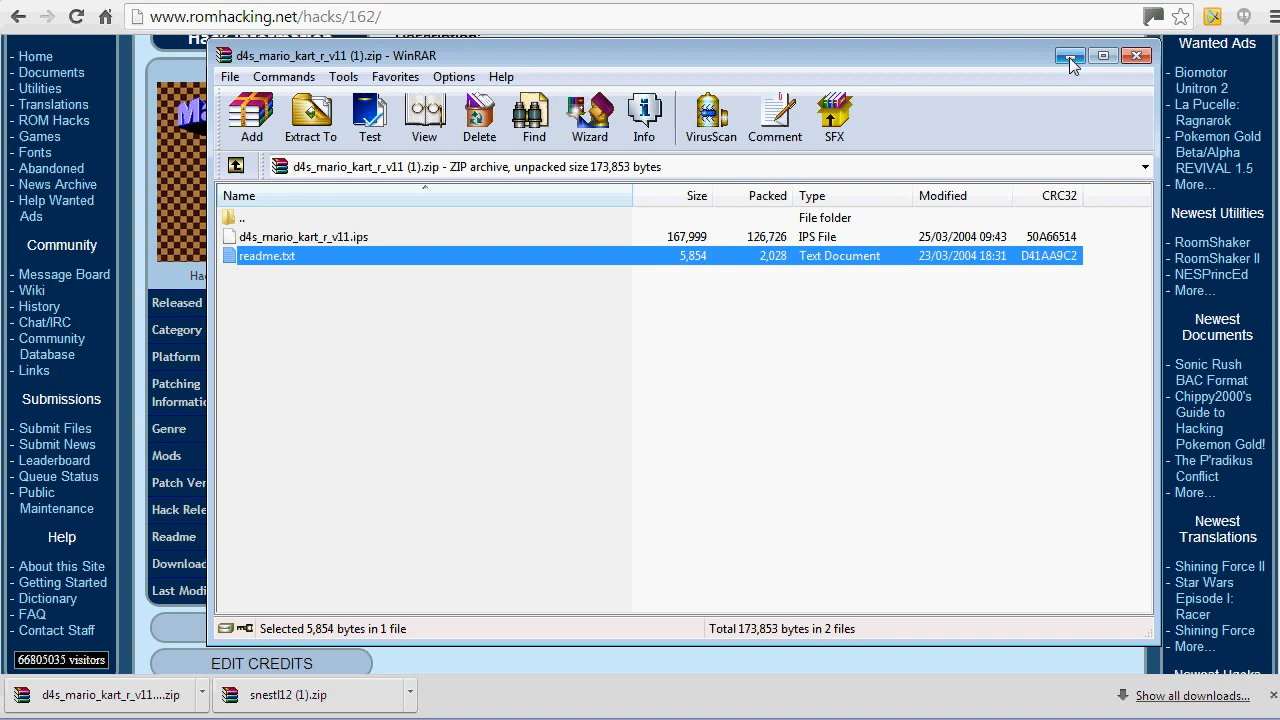 www.romhacking.net/hacks/162/
- Home
- Documents
- Utilities
- Translations
- ROM Hacks
- Games
- Fonts
- Abandoned
- News Archive
- Help Wanted
Ads
Community
- Message Board
- Wiki
- History
- Chat/IRC
- Community
Database
- Links
Submissions
- Submit Files
- Submit News
- Leaderboard
- Queue Status
- Public
Maintenance
Help
- About this Site
- Getting Started
- Dictionary
- FAQ
- Contact Staff
66805035 visitors
Released
Category
Platform
Patching
Informati
Genre
Mods
Patch Ver
Hack Rele
Readme
Download
Last Modi
EDIT CREDITS
d4s_mario_kart_r_v11 (1).zip - WinRAR
File Commands Tools Favorites Options Help
Add Extract To Test View Delete Find Wizard Info VirusScan Comment SFX
d4s_mario_kart_r_v11 (1).zip - ZIP archive, unpacked size 173,853 bytes
Name Size Packed Type Modified CRC32
.. File folder
d4s_mario_kart_r_v11.ips 167,999 126,726 IPS File 25/03/2004 09:43 50A66514
readme.txt 5,854 2,028 Text Document 23/03/2004 18:31 D41AA9C2
Selected 5,854 bytes in 1 file Total 173,853 bytes in 2 files
Wanted Ads
- Biomotor
Unitron 2
- La Pucelle:
Ragnarok
- Pokemon Gold
Beta/Alpha
REVIVAL 1.5
- More...
Newest Utilities
- RoomShaker
- RoomShaker II
- NESPrincEd
- More...
Newest
Documents
- Sonic Rush
BAC Format
- Chippy2000's
Guide to
Hacking
Pokemon Gold!
- The P'radikus
Conflict
- More...
Newest
Translations
- Shining Force II
- Star Wars
Episode I:
Racer
- Shining Force
- More...
d4s_mario_kart_r_v11....zip snestl12 (1).zip Show all downloads...